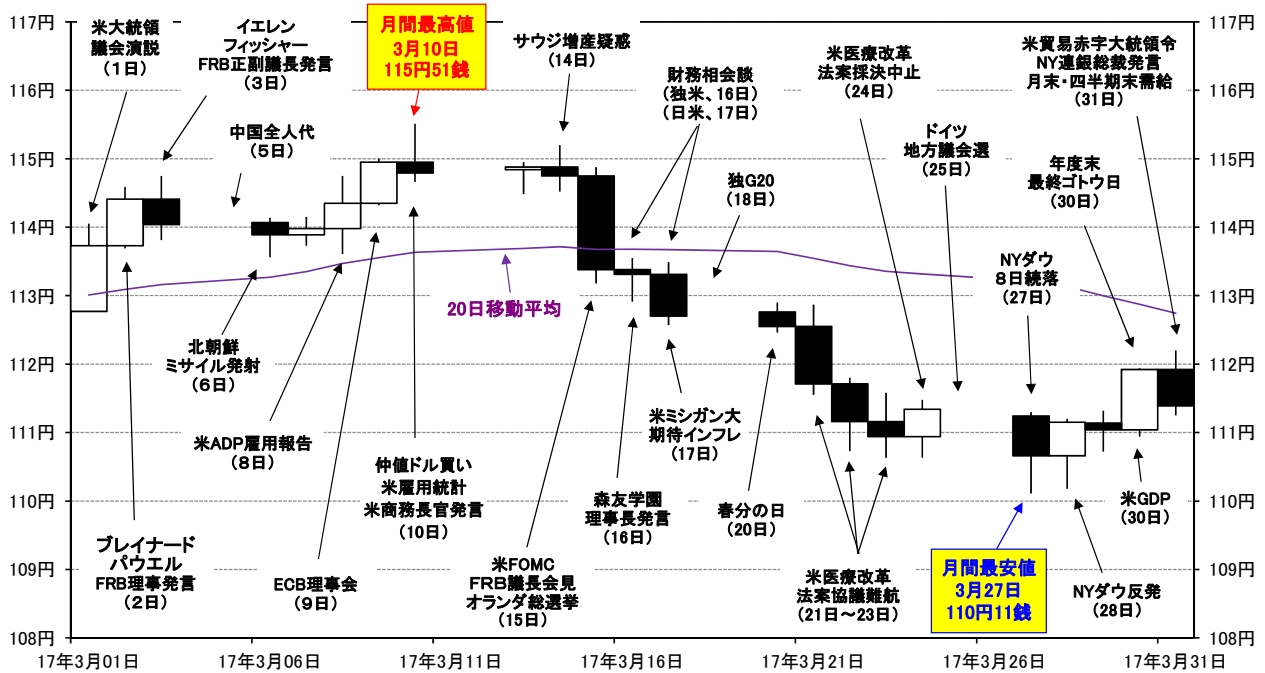 117円
116円
115円
114円
113円
112円
111円
110円
109円
108円
117円
116円
115円
114円
113円
112円
111円
110円
109円
108円
17年3月01日
17年3月06日
17年3月11日
17年3月16日
17年3月21日
17年3月26日
17年3月31日
米大統領
議会演説
(1日)
イエレン
フィッシャー
FRB正副議長発言
(3日)
中国全人代
(5日)
月間最高値
3月10日
115円51銭
サウジ増産疑惑
(14日)
財務相会談
(独米、16日)
(日米、17日)
独G20
(18日)
米医療改革
法案採決中止
(24日)
ドイツ
地方議会選
(25日)
NYダウ
8日続落
(27日)
年度末
最終ゴトウ日
(30日)
米貿易赤字大統領令
NY連銀総裁発言
月末・四半期末需給
(31日)
20日移動平均
ブレイナード
パウエル
FRB理事発言
(2日)
北朝鮮
ミサイル発射
(6日)
米ADP雇用報告
(8日)
ECB理事会
(9日)
仲値ドル買い
米雇用統計
米商務長官発言
(10日)
米FOMC
FRB議長会見
オランダ総選挙
(15日)
森友学園
理事長発言
(16日)
米ミシガン大
期待インフレ
(17日)
春分の日
(20日)
米医療改革
法案協議難航
(21日～23日)
月間最安値
3月27日
110円11銭
NYダウ反発
(28日)
米GDP
(30日)